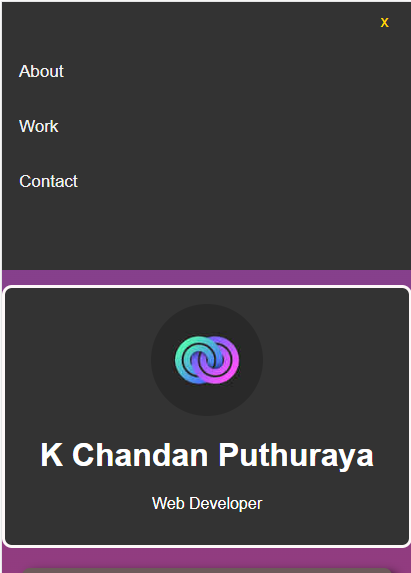 x
About
Work
Contact
K Chandan Puthuraya
Web Developer